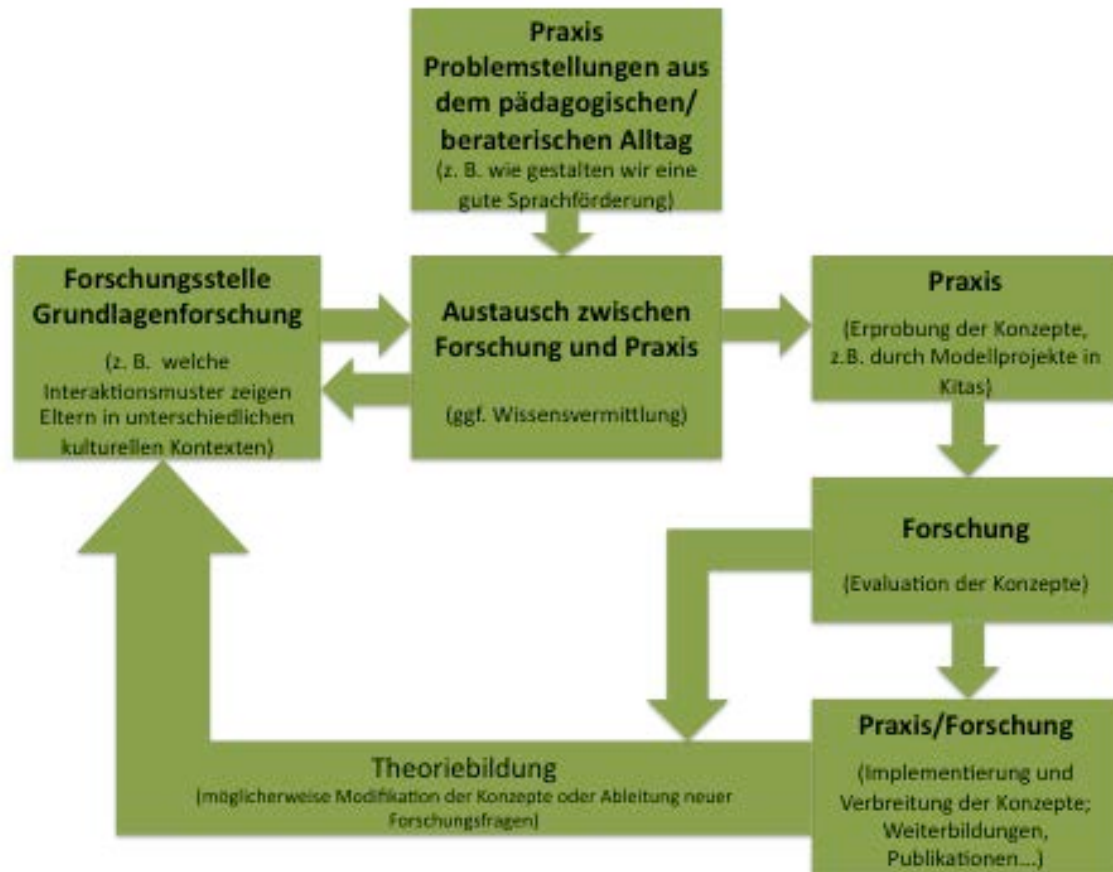 Praxis
Problemstellungen aus
dem pädagogischen/
beraterischen Alltag
(z. B. wie gestalten wir eine
gute Sprachförderung)
Forschungsstelle
Grundlagenforschung
(z. B. welche
Interaktionsmuster zeigen
Eltern in unterschiedlichen
kulturellen Kontexten)
Austausch zwischen
Forschung und Praxis
(ggf. Wissensvermittlung)
Praxis
(Erprobung der Konzepte,
z.B. durch Modellprojekte in
Kitas)
Forschung
(Evaluation der Konzepte)
Praxis/Forschung
(Implementierung und
Verbreitung der Konzepte;
Weiterbildungen,
Publikationen...)
Theoriebildung
(möglicherweise Modifikation der Konzepte oder Ableitung neuer
Forschungsfragen)